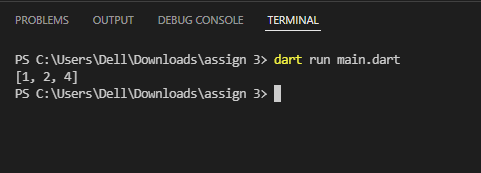 PROBLEMS OUTPUT DEBUG CONSOLE TERMINAL
PS C:\Users\Dell\Downloads\assign 3> dart run main.dart
[1, 2, 4]
PS C:\Users\Dell\Downloads\assign 3>